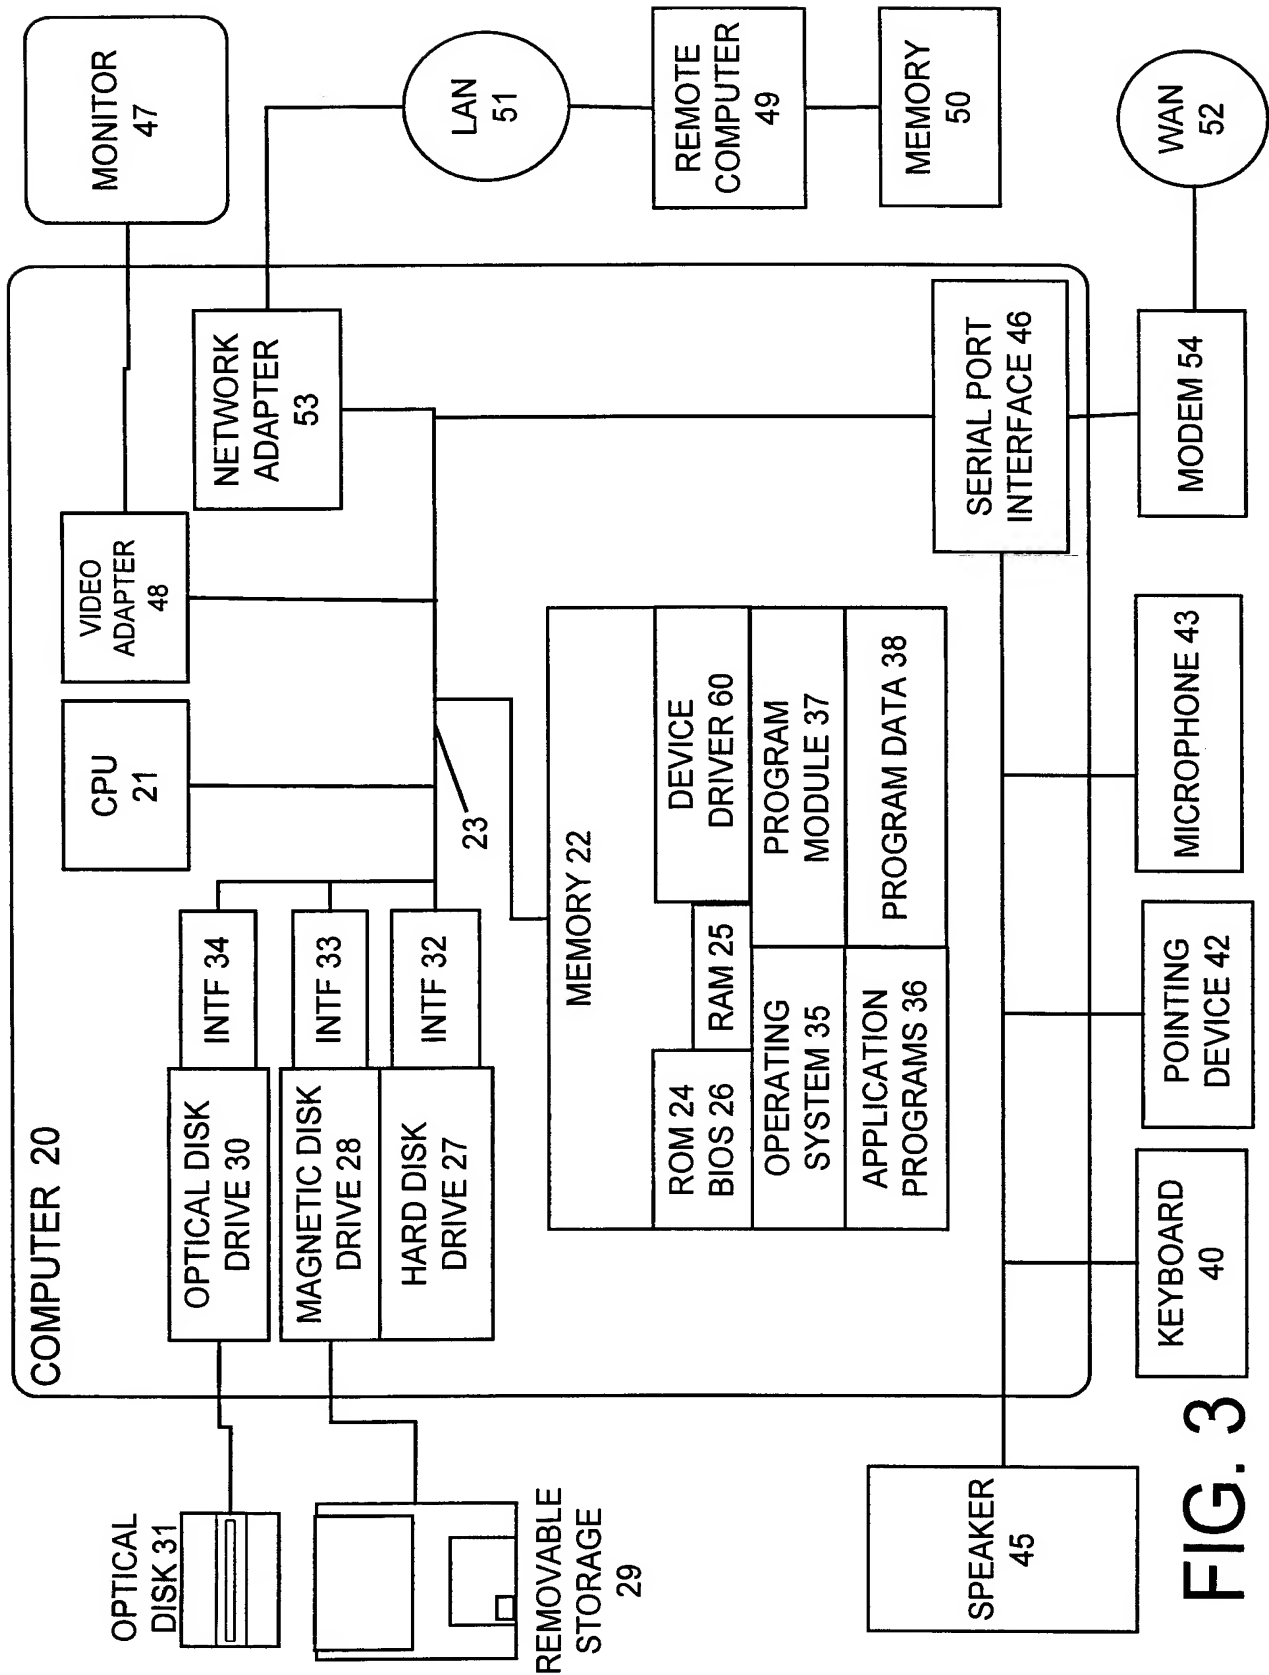 COMPUTER 20
OPTICAL
DISK 31
REMOVABLE
STORAGE
29
OPTICAL DISK
DRIVE 30
MAGNETIC DISK
DRIVE 28
HARD DISK
DRIVE 27
INTF 34
INTF 33
INTF 32
CPU
21
VIDEO
ADAPTER
48
MONITOR
47
NETWORK
ADAPTER
53
23
LAN
51
REMOTE
COMPUTER
49
MEMORY
50
MEMORY 22
ROM 24
BIOS 26
RAM 25
DEVICE
DRIVER 60
OPERATING
SYSTEM 35
PROGRAM
MODULE 37
APPLICATION
PROGRAMS 36
PROGRAM DATA 38
SERIAL PORT
INTERFACE 46
SPEAKER
45
KEYBOARD
40
POINTING
DEVICE 42
MICROPHONE 43
MODEM 54
WAN
52
FIG. 3